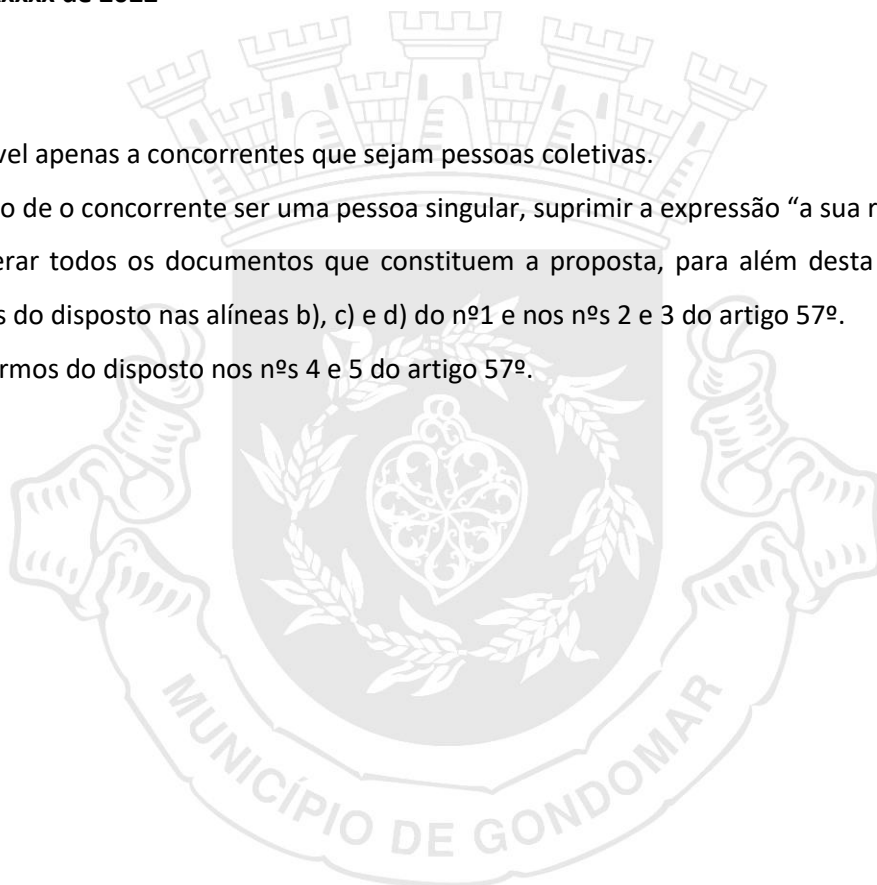 de 2022
vel apenas a concorrentes que sejam pessoas coletivas.
o de o concorrente ser uma pessoa singular, suprimir a expressão “a sua
erar todos os documentos que constituem a proposta, para além desta
s do disposto nas alíneas b), c) e d) do nº1 e nos nºs 2 e 3 do artigo 57º.
rmos do disposto nos nºs 4 e 5 do artigo 57º.
MUNICÍPIO DE GONDOMAR